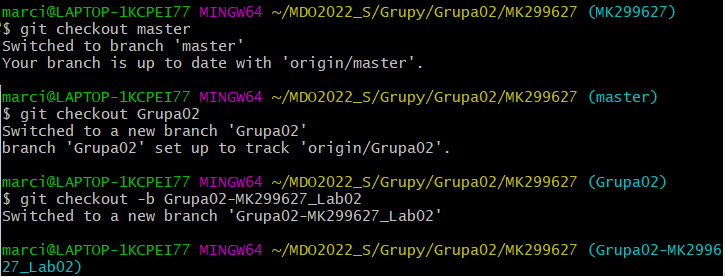 marci@LAPTOP-1KCPEI77 MINGW64 ~/MDO2022_S/Grupy/Grupa02/MK299627 (MK299627)
$ git checkout master
Switched to branch 'master'
Your branch is up to date with 'origin/master'.
marci@LAPTOP-1KCPEI77 MINGW64 ~/MDO2022_S/Grupy/Grupa02/MK299627 (master)
$ git checkout Grupa02
Switched to a new branch 'Grupa02'
branch 'Grupa02' set up to track 'origin/Grupa02'.
marci@LAPTOP-1KCPEI77 MINGW64 ~/MDO2022_S/Grupy/Grupa02/MK299627 (Grupa02)
$ git checkout -b Grupa02-MK299627_Lab02
Switched to a new branch 'Grupa02-MK299627_Lab02'
marci@LAPTOP-1KCPEI77 MINGW64 ~/MDO2022_S/Grupy/Grupa02/MK299627 (Grupa02-MK2996
27_Lab02)